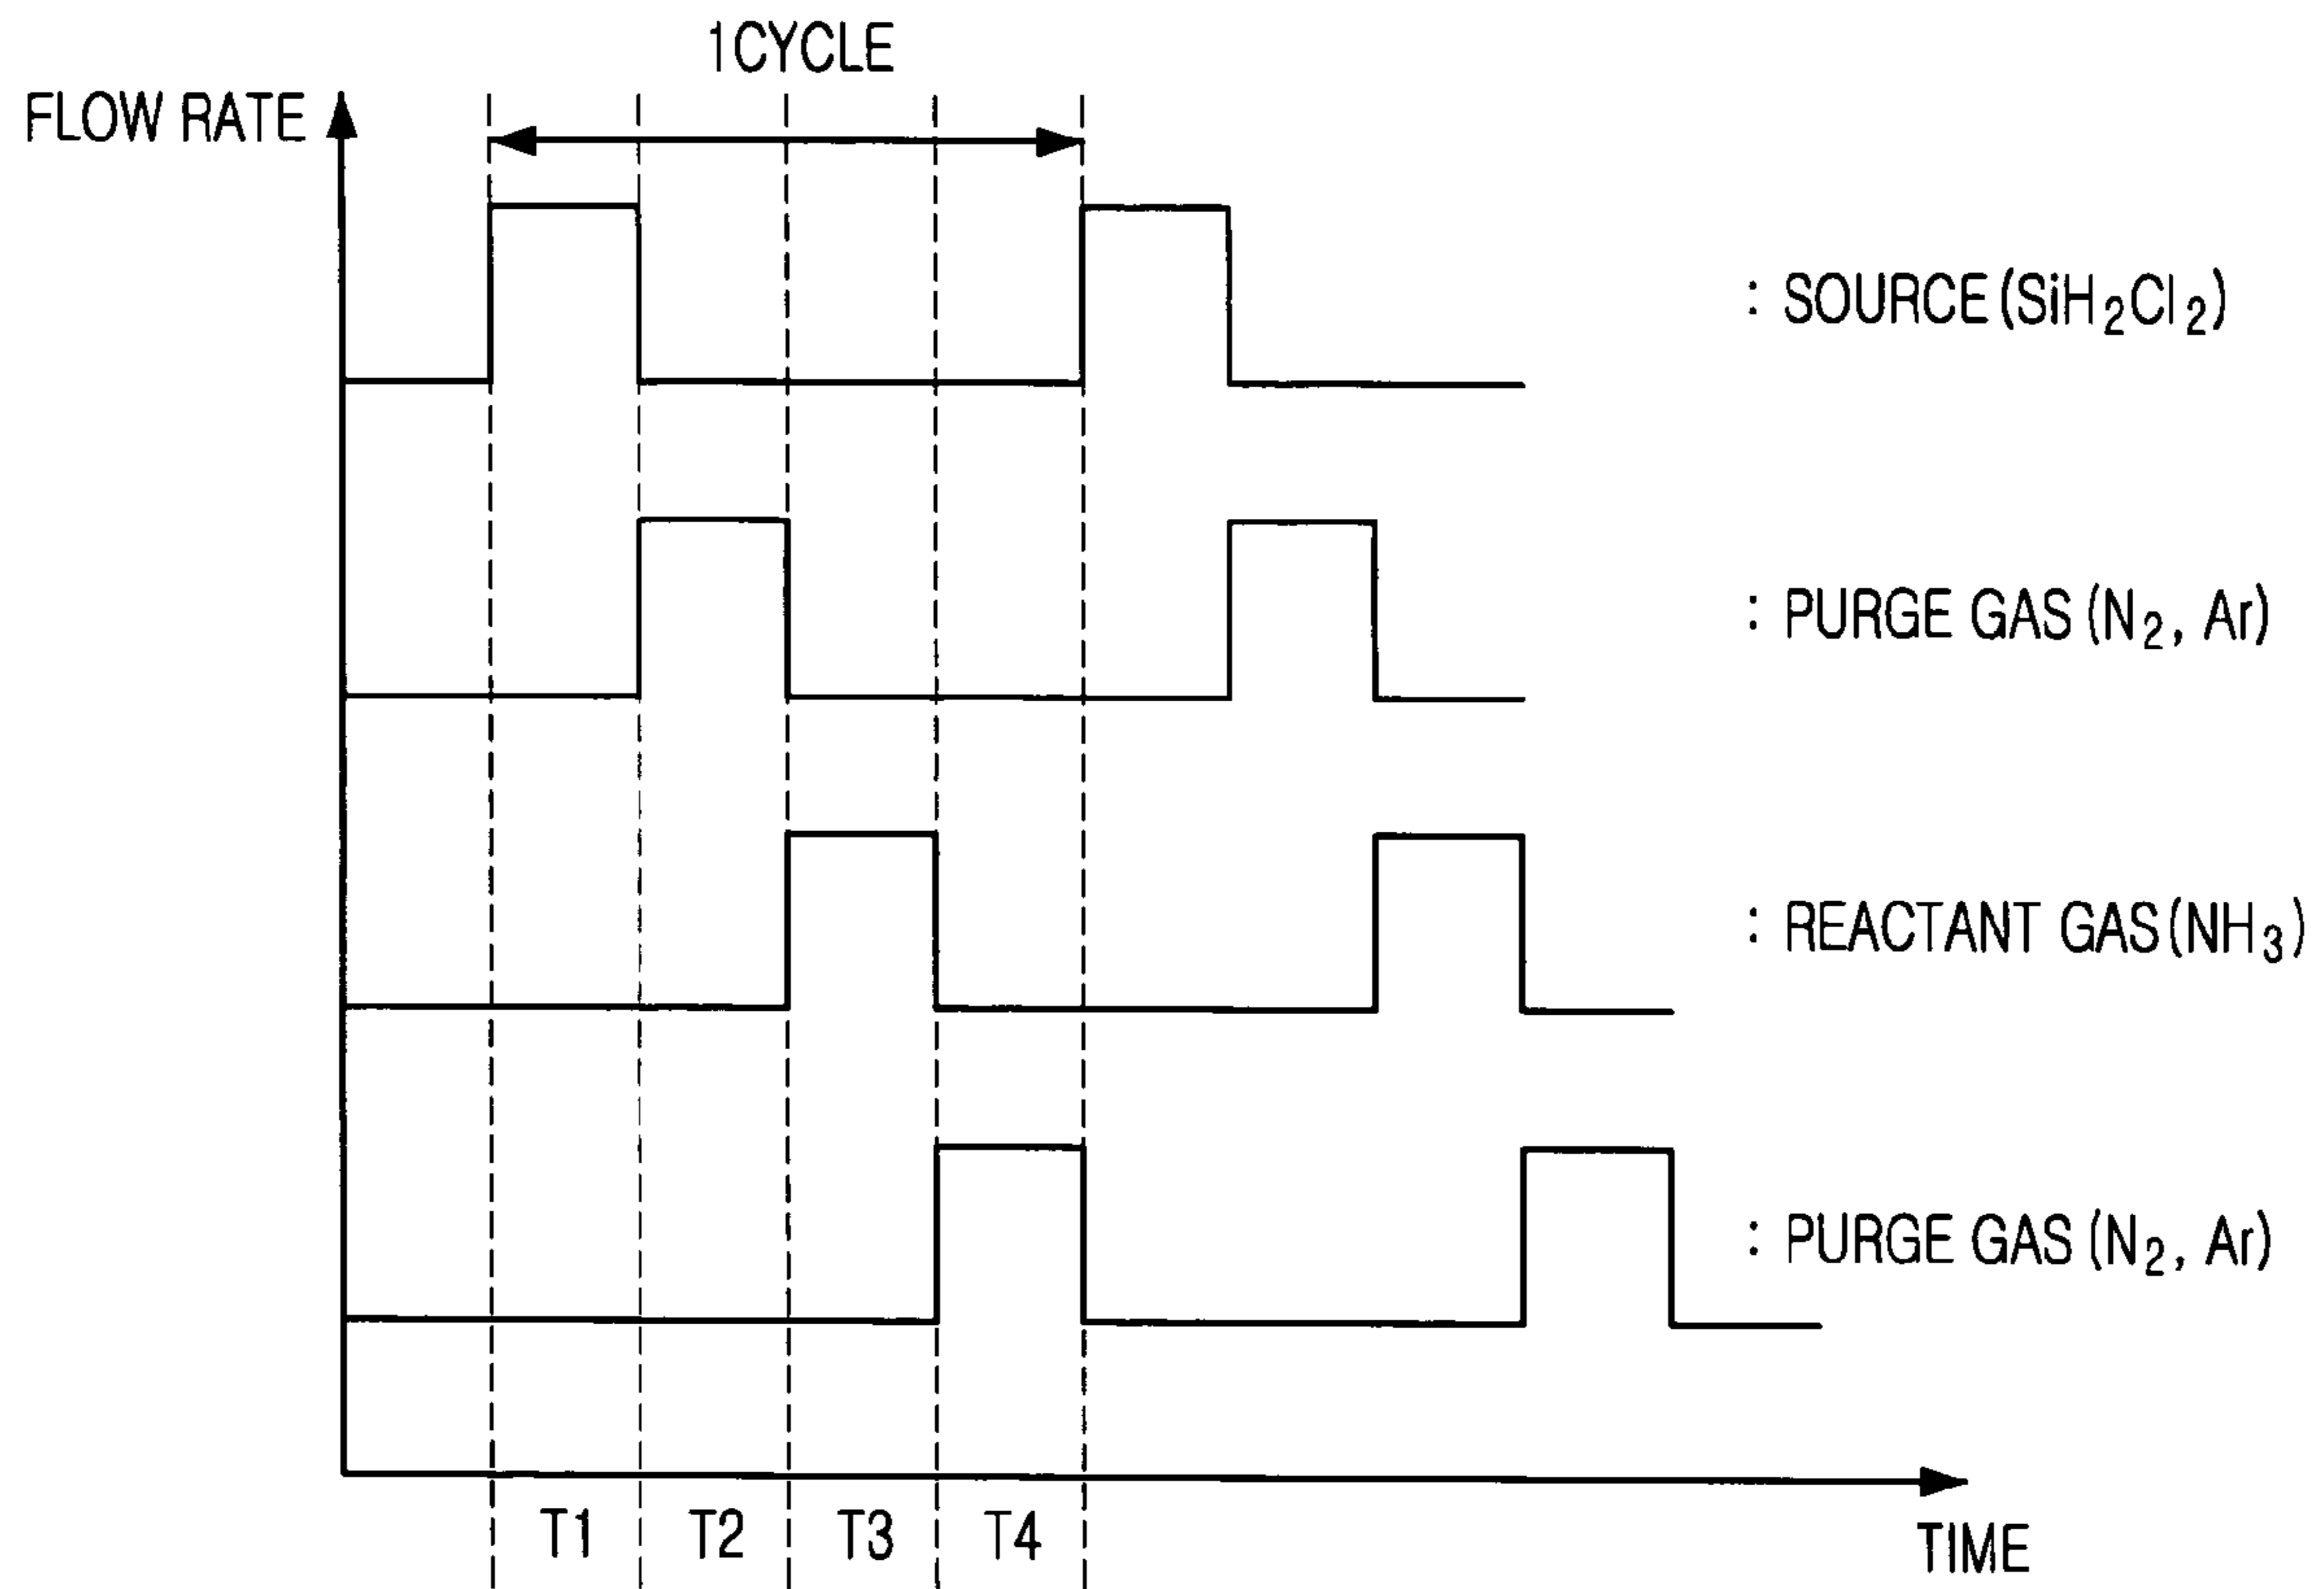 1CYCLE
FLOW RATE
: SOURCE (SiH₂Cl₂)
: PURGE GAS (N₂, Ar)
: REACTANT GAS (NH₃)
: PURGE GAS (N₂, Ar)
T1 T2 T3 T4
TIME